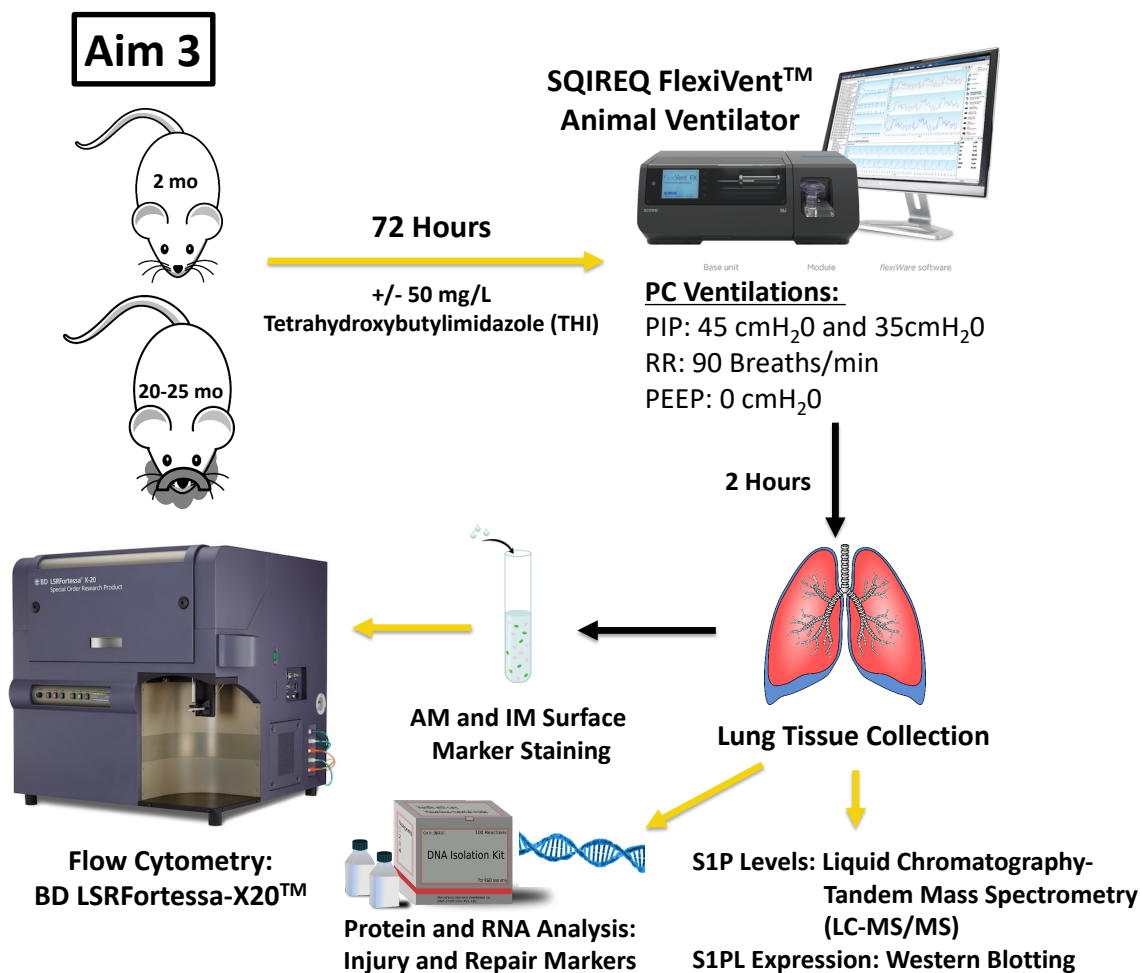 Aim 3
2 mo
20-25 mo
72 Hours
+/- 50 mg/L
Tetrahydroxybutylimidazole (THI)
SQIREQ FlexiVent™
Animal Ventilator
Base unit
Module
flexiWare software
PC Ventilations:
PIP: 45 cmH₂0 and 35cmH₂0
RR: 90 Breaths/min
PEEP: 0 cmH₂0
2 Hours
Lung Tissue Collection
AM and IM Surface
Marker Staining
BD LSRFortessa X-20
Special Order Research Product
Flow Cytometry:
BD LSRFortessa-X20™
100 Reactions
DNA Isolation Kit
Protein and RNA Analysis:
Injury and Repair Markers
S1P Levels: Liquid Chromatography-
Tandem Mass Spectrometry
(LC-MS/MS)
S1PL Expression: Western Blotting